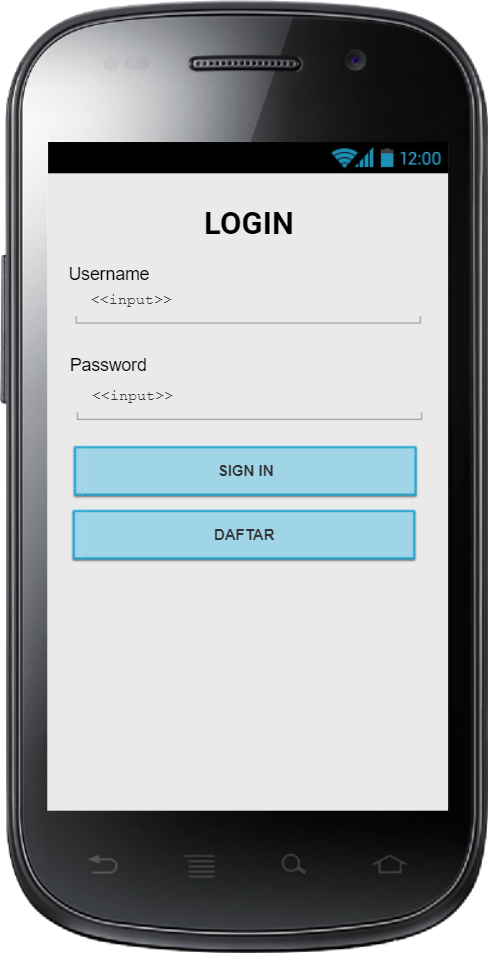 12:00
LOGIN
Username
<<input>>
Password
<<input>>
SIGN IN
DAFTAR